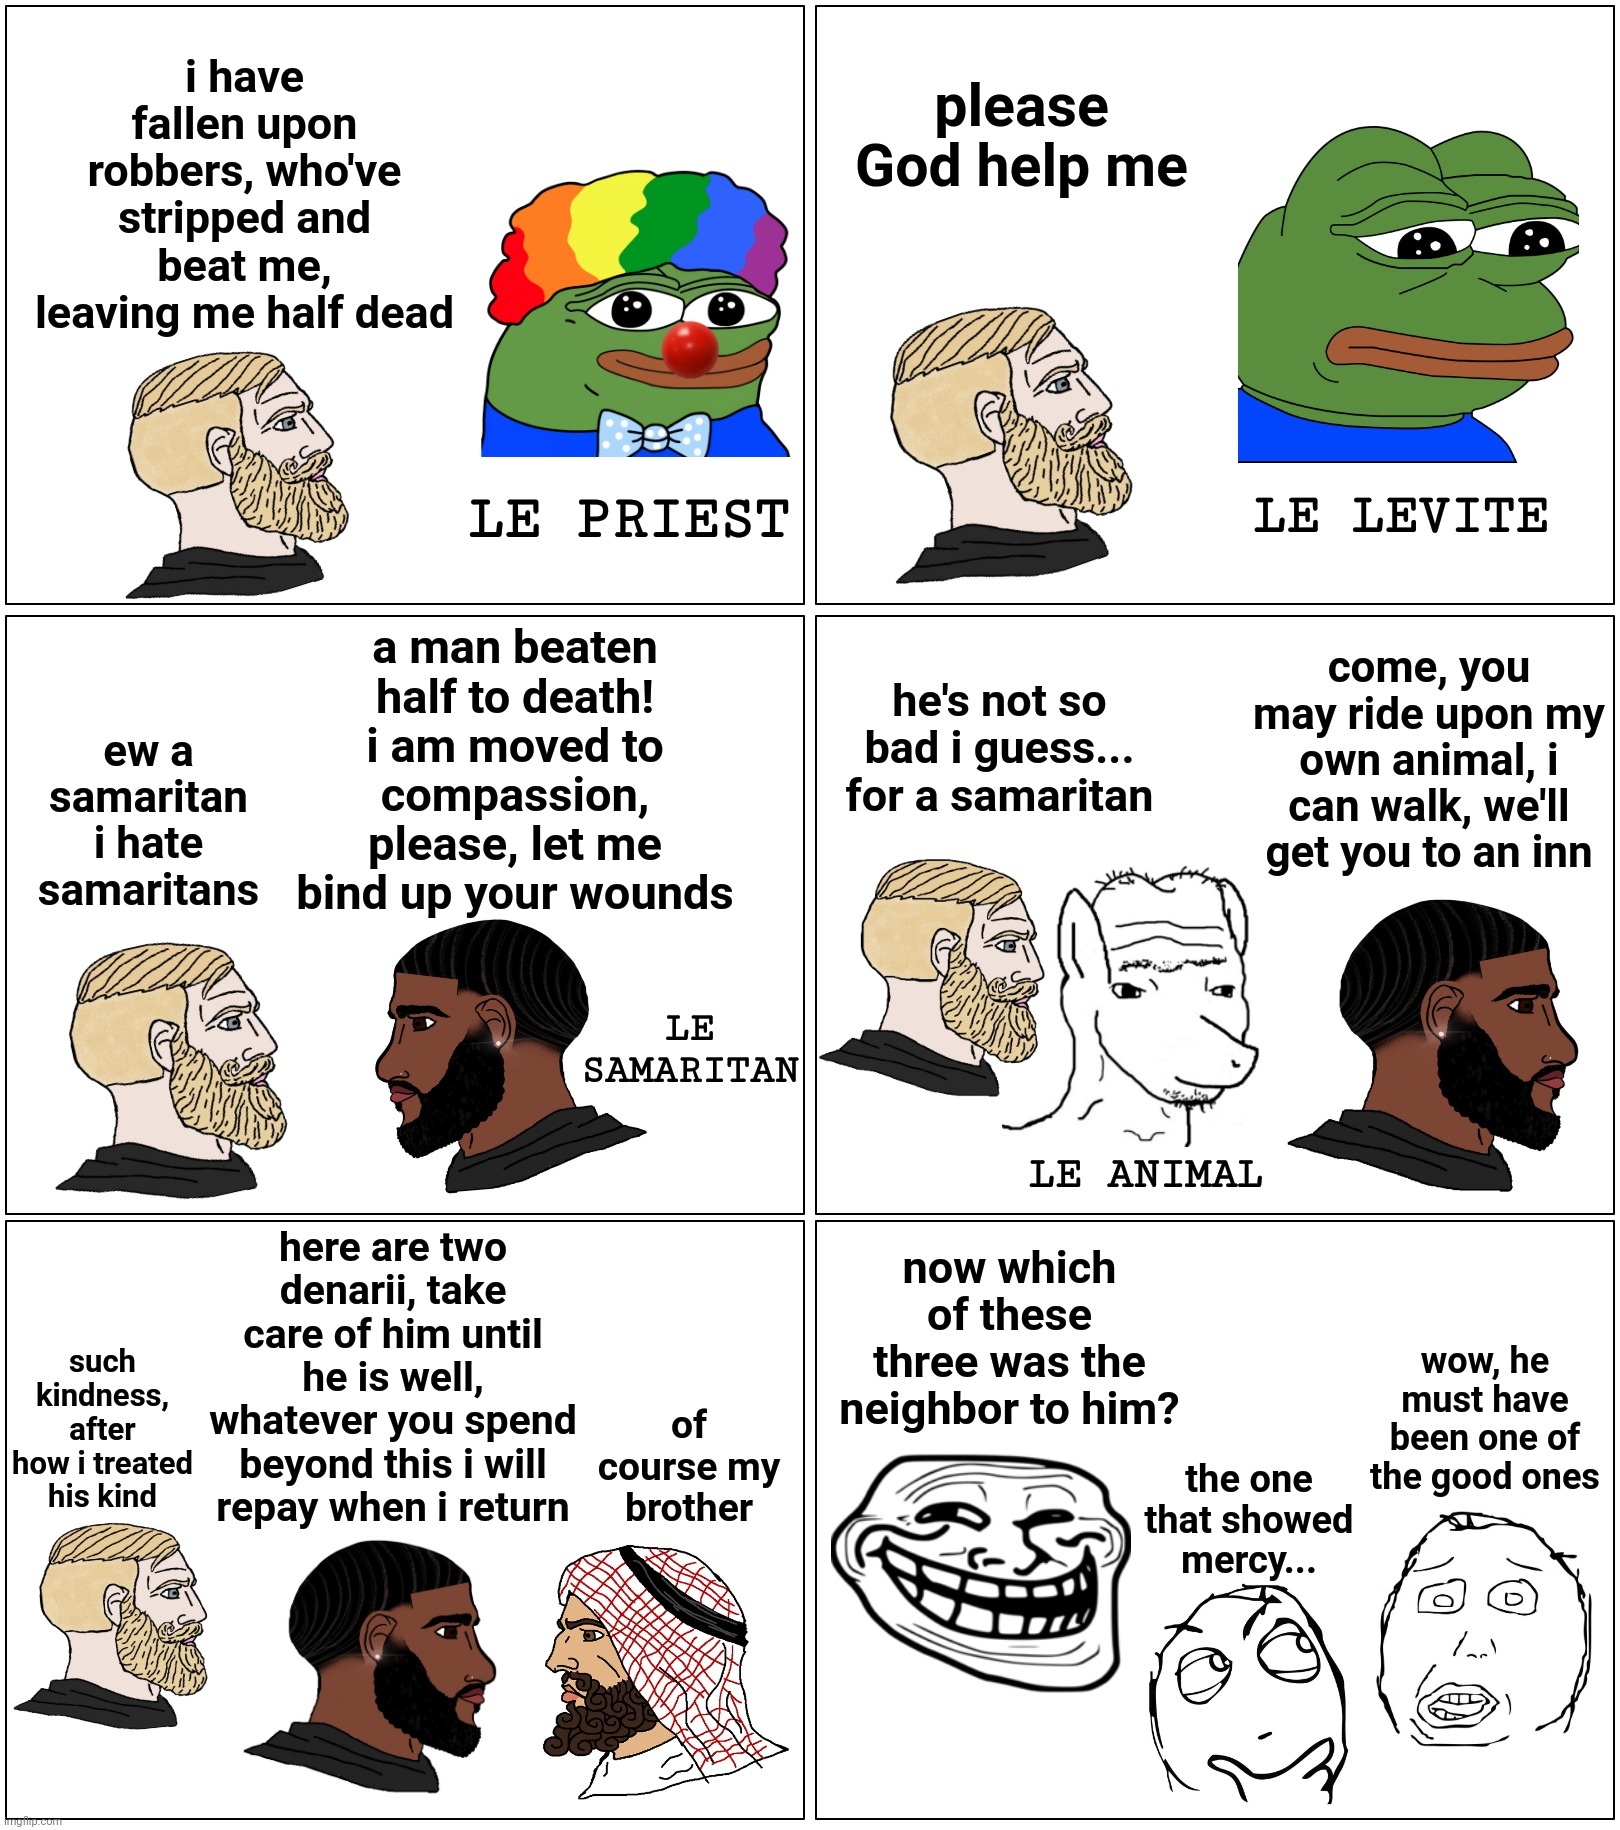 i have
fallen upon
robbers, who've
stripped and
beat me,
leaving me half dead
LE PRIEST
please
God help me
LE LEVITE
ew a
samaritan
i hate
samaritans
a man beaten
half to death!
i am moved to
compassion,
please, let me
bind up your wounds
LE
SAMARITAN
he's not so
bad i guess...
for a samaritan
come, you
may ride upon my
own animal, i
can walk, we'll
get you to an inn
LE ANIMAL
such
kindness,
after
how i treated
his kind
here are two
denarii, take
care of him until
he is well,
whatever you spend
beyond this i will
repay when i return
of
course my
brother
now which
of these
three was the
neighbor to him?
the one
that showed
mercy...
wow, he
must have
been one of
the good ones
imgflip.com